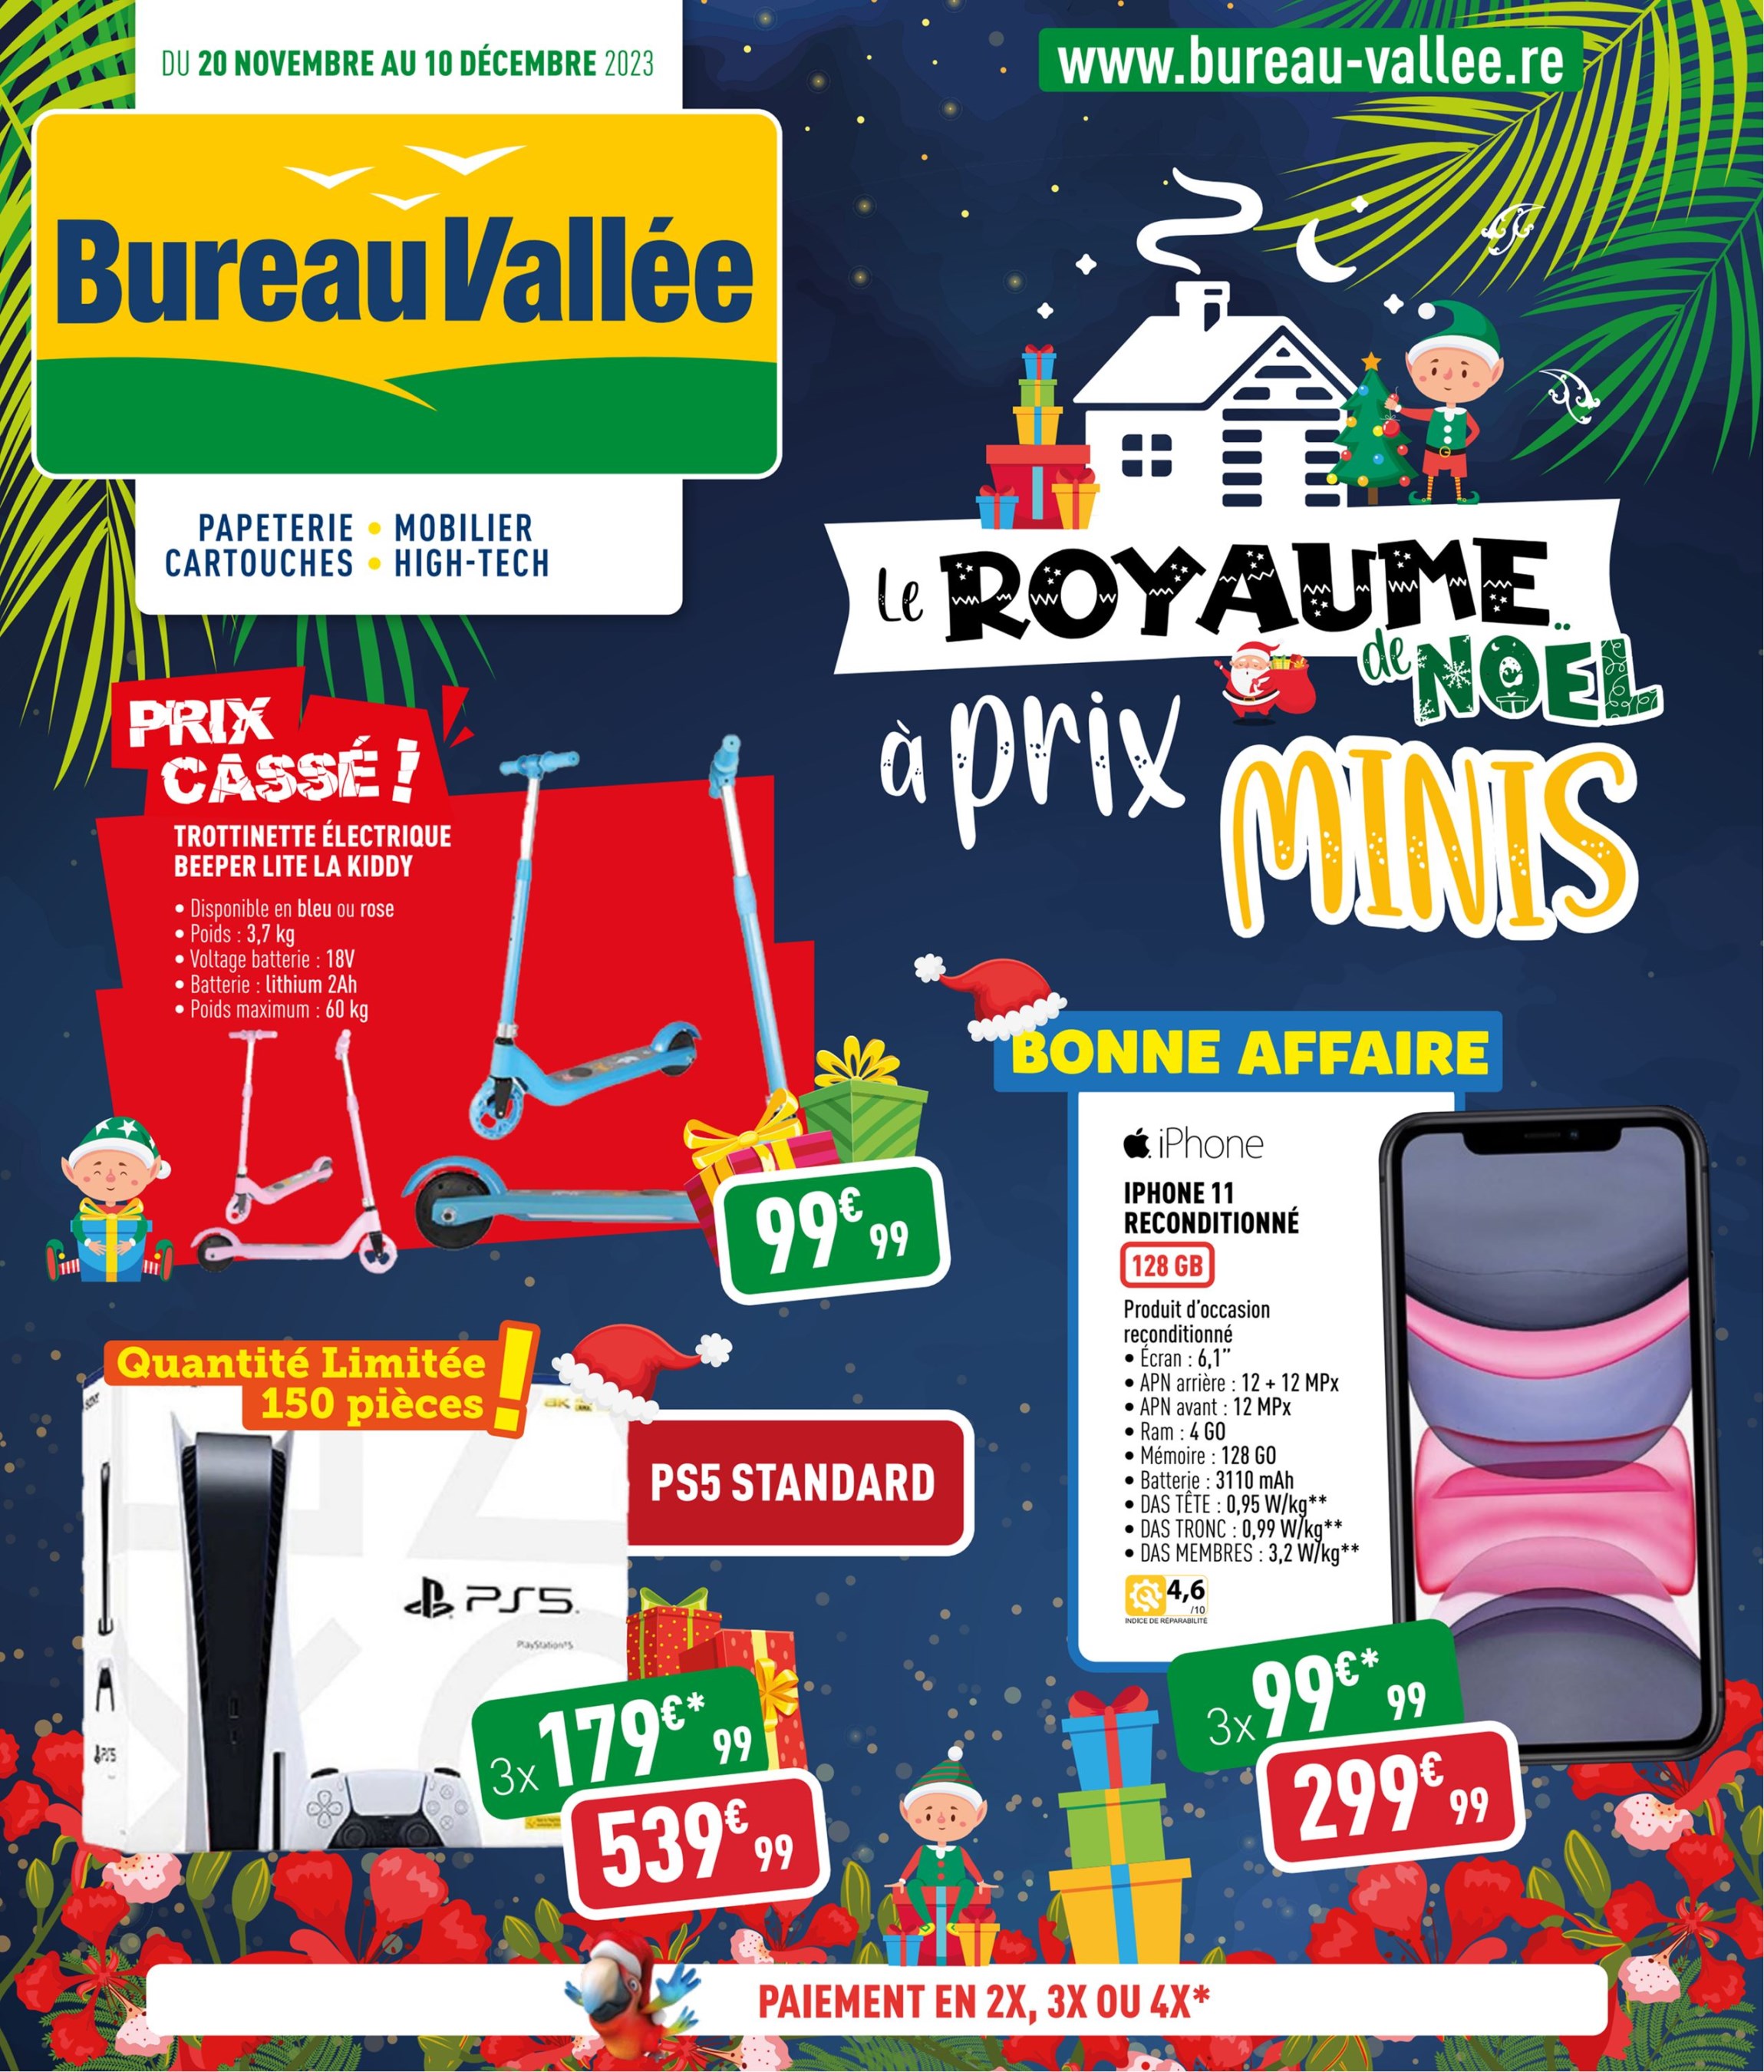 DU 20 NOVEMBRE AU 10 DÉCEMBRE 2023
www.bureau-vallee.re
Bureau Vallée
PAPETERIE • MOBILIER
CARTOUCHES • HIGH-TECH
Le ROYAUME
de NOËL
à prix
MINIS
PRIX
CASSÉ !
TROTTINETTE ÉLECTRIQUE
BEEPER LITE LA KIDDY
• Disponible en bleu ou rose
• Poids : 3,7 kg
• Voltage batterie : 18V
• Batterie : lithium 2Ah
• Poids maximum : 60 kg
99€99
BONNE AFFAIRE
iPhone
IPHONE 11
RECONDITIONNÉ
128 GB
Produit d'occasion
reconditionné
• Écran : 6,1"
• APN arrière : 12 + 12 MPx
• APN avant : 12 MPx
• Ram : 4 GO
• Mémoire : 128 GO
• Batterie : 3110 mAh
• DAS TÊTE : 0,95 W/kg**
• DAS TRONC : 0,99 W/kg**
• DAS MEMBRES : 3,2 W/kg**
4,6
/10
INDICE DE RÉPARABILITÉ
3x 99€*99
299€99
Quantité Limitée
150 pièces !
SONY
8K
PS5 STANDARD
PS5
PlayStation®5
PS5
3x 179€*99
539€99
PAIEMENT EN 2X, 3X OU 4X*